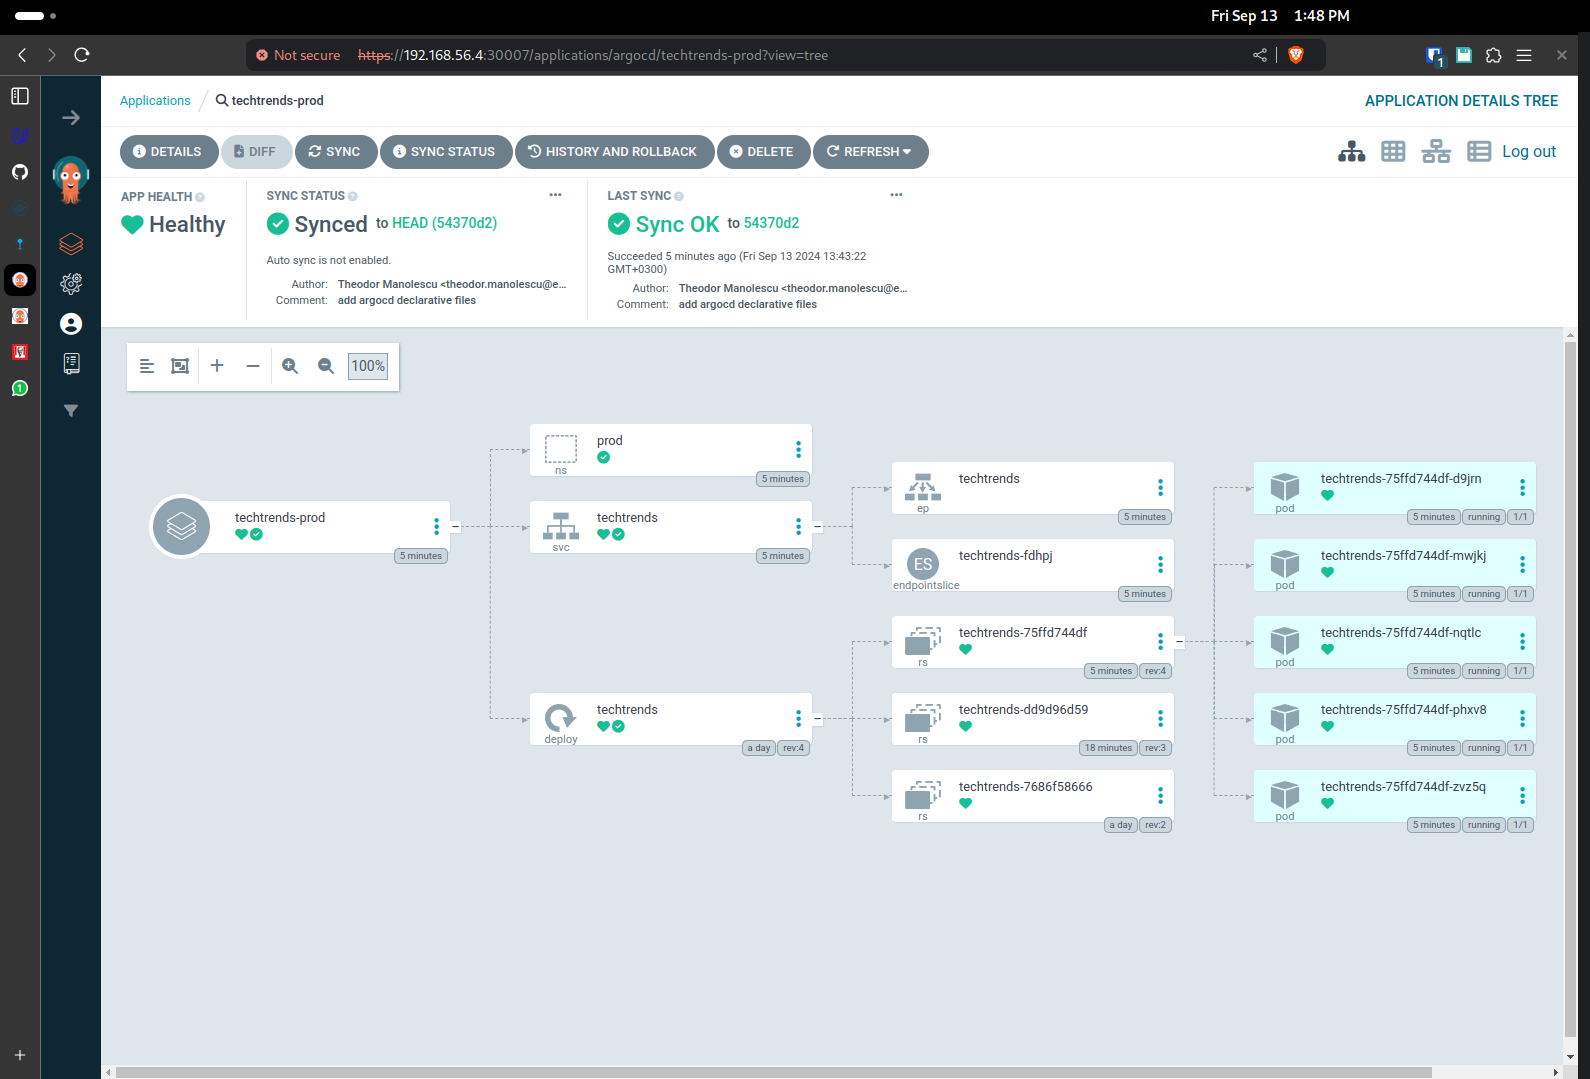 Fri Sep 13 1:48 PM
Not secure https://192.168.56.4:30007/applications/argocd/techtrends-prod?view=tree
1
Applications / techtrends-prod
APPLICATION DETAILS TREE
DETAILS
DIFF
SYNC
SYNC STATUS
HISTORY AND ROLLBACK
DELETE
REFRESH
Log out
APP HEALTH
Healthy
SYNC STATUS
Synced to HEAD (54370d2)
Auto sync is not enabled.
Author: Theodor Manolescu <theodor.manolescu@e...
Comment: add argocd declarative files
LAST SYNC
Sync OK to 54370d2
Succeeded 5 minutes ago (Fri Sep 13 2024 13:43:22
GMT+0300)
Author: Theodor Manolescu <theodor.manolescu@e...
Comment: add argocd declarative files
1
100%
techtrends-prod
5 minutes
prod
ns
5 minutes
techtrends
svc
5 minutes
techtrends
deploy
a day rev:4
techtrends
ep
5 minutes
ES
techtrends-fdhpj
endpointslice
5 minutes
techtrends-75ffd744df
rs
5 minutes rev:4
techtrends-dd9d96d59
rs
18 minutes rev:3
techtrends-7686f58666
rs
a day rev:2
techtrends-75ffd744df-d9jrn
pod
5 minutes running 1/1
techtrends-75ffd744df-mwjkj
pod
5 minutes running 1/1
techtrends-75ffd744df-nqtlc
pod
5 minutes running 1/1
techtrends-75ffd744df-phxv8
pod
5 minutes running 1/1
techtrends-75ffd744df-zvz5q
pod
5 minutes running 1/1